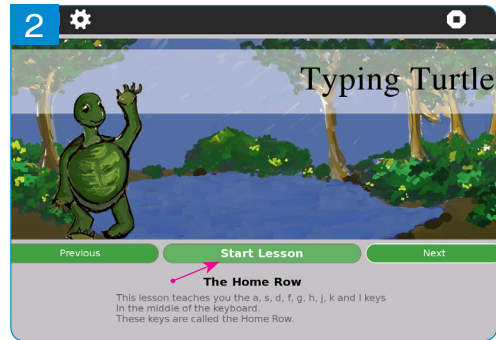 2
Typing Turtle
Previous
Start Lesson
Next
The Home Row
This lesson teaches you the a, s, d, f, g, h, j, k and l keys
in the middle of the keyboard.
These keys are called the Home Row.